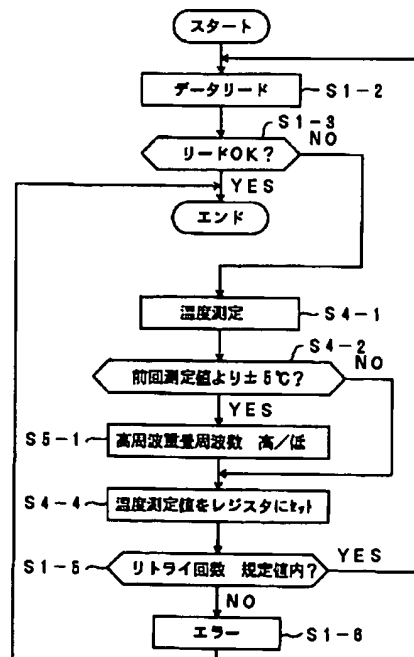 スタート
データリード
S1-2
S1-3
リードOK?
NO
YES
エンド
温度測定
S4-1
S4-2
前回測定値より±5℃?
NO
YES
S5-1
高周波重畳周波数 高/低
S4-4
温度測定値をレジスタにセット
S1-5
リトライ回数 規定値内?
YES
NO
エラー
S1-6